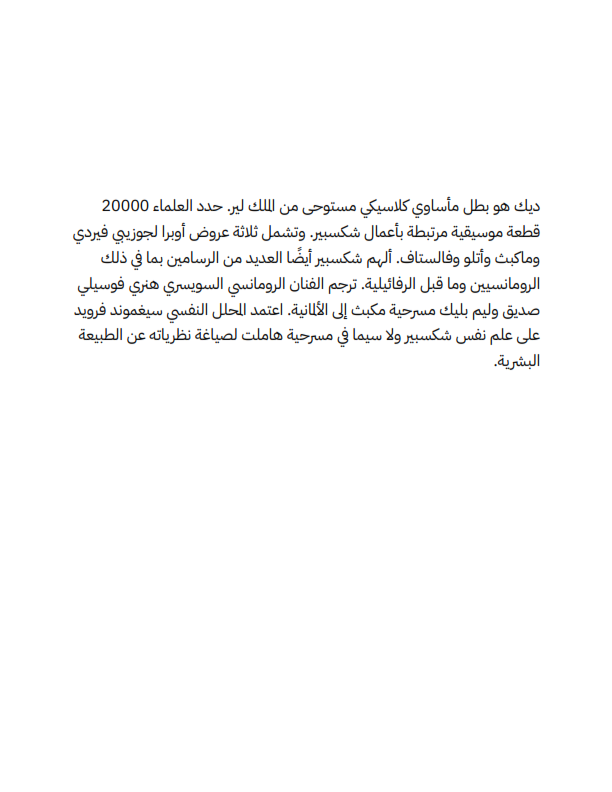 ديك هو بطل مأساوي كلاسيكي مستوحى من الملك لير. حدد العلماء 20000
قطعة موسيقية مرتبطة بأعمال شكسبير. وتشمل ثلاثة عروض أوبرا لجوزيبي فيردي
وماكبث وأتلو وفالستاف. ألهم شكسبير أيضًا العديد من الرسامين بما في ذلك
الرومانسيين وما قبل الرفائيلية. ترجم الفنان الرومانسي السويسري هنري فوسيلي
صديق وليم بليك مسرحية مكبث إلى الألمانية. اعتمد المحلل النفسي سيغموند فرويد
على علم نفس شكسبير ولا سيما في مسرحية هاملت لصياغة نظرياته عن الطبيعة
البشرية.